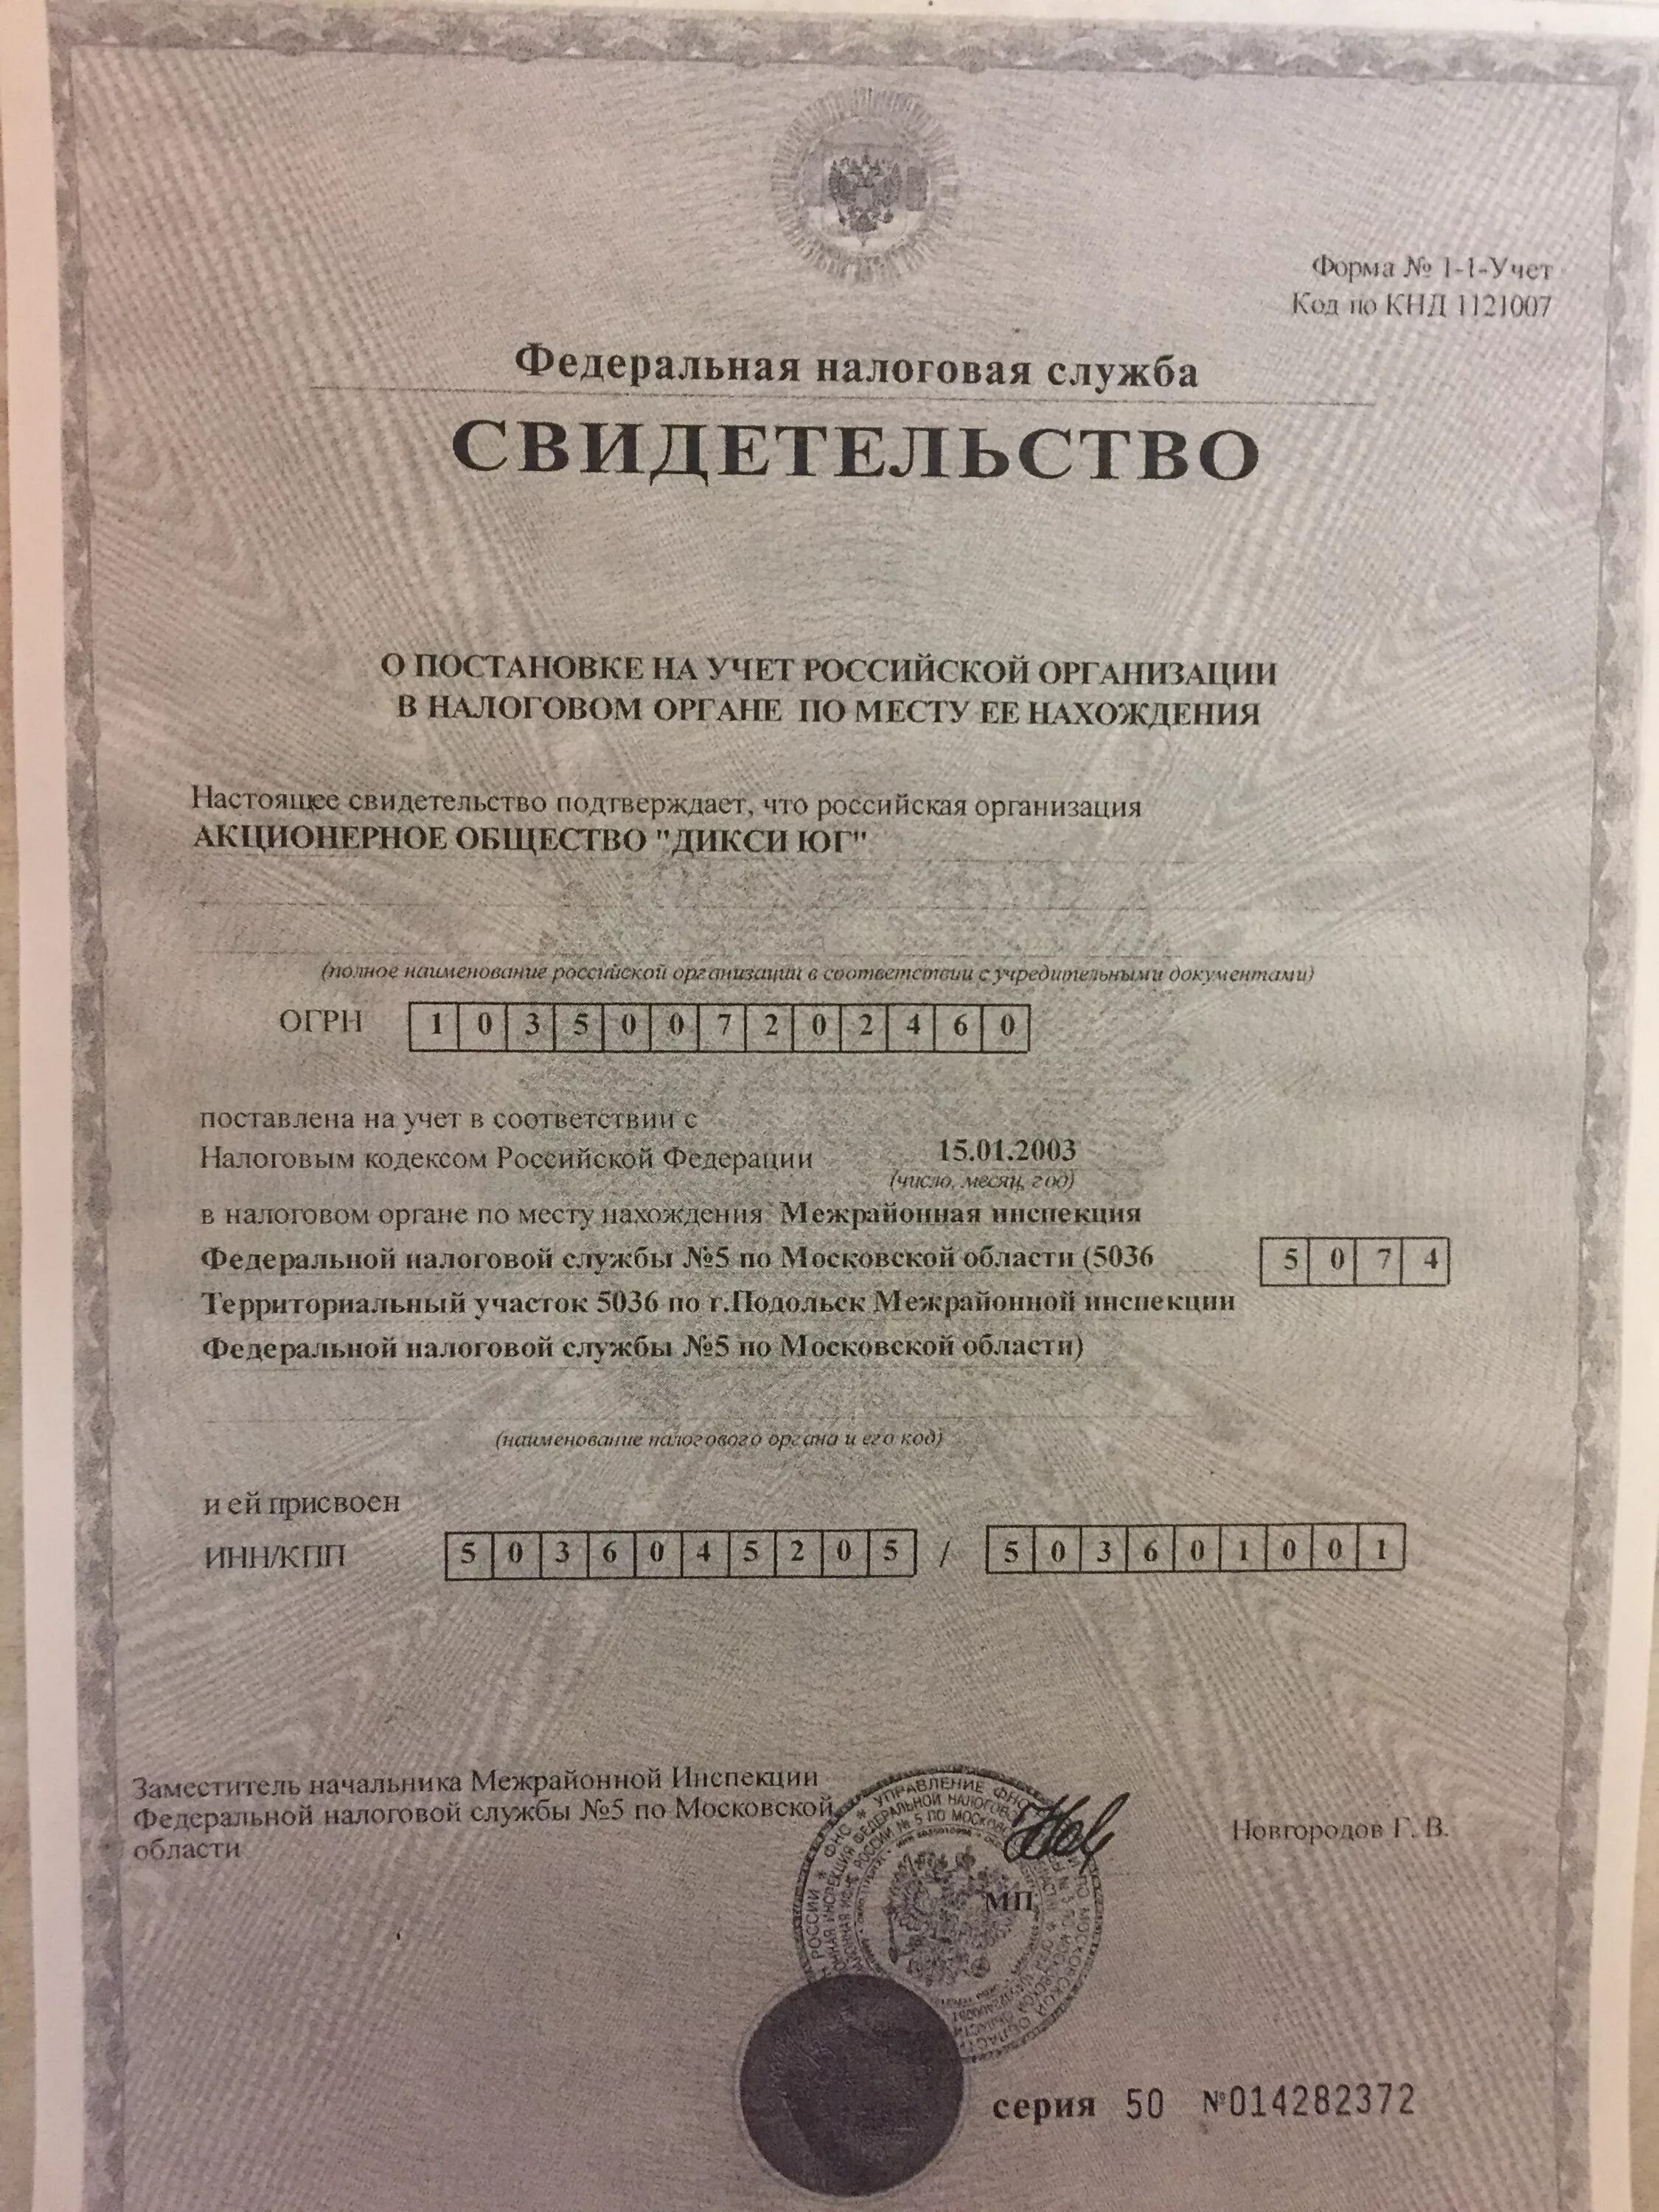 Форма № 1-1-Учет
Код по КНД 1121007
Федеральная налоговая служба
СВИДЕТЕЛЬСТВО
О ПОСТАНОВКЕ НА УЧЕТ РОССИЙСКОЙ ОРГАНИЗАЦИИ
В НАЛОГОВОМ ОРГАНЕ ПО МЕСТУ ЕЕ НАХОЖДЕНИЯ
Настоящее свидетельство подтверждает, что российская организация
АКЦИОНЕРНОЕ ОБЩЕСТВО "ДИКСИ ЮГ"
(полное наименование российской организации в соответствии с учредительными документами)
ОГРН 1 0 3 5 0 0 7 2 0 2 4 6 0
поставлена на учет в соответствии с
Налоговым кодексом Российской Федерации 15.01.2003
(число, месяц, год)
в налоговом органе по месту нахождения Межрайонная инспекция
Федеральной налоговой службы №5 по Московской области (5036 5 0 7 4
Территориальный участок 5036 по г.Подольск Межрайонной инспекции
Федеральной налоговой службы №5 по Московской области)
(наименование налогового органа и его код)
и ей присвоен
ИНН/КПП 5 0 3 6 0 4 5 2 0 5 / 5 0 3 6 0 1 0 0 1
Заместитель начальника Межрайонной Инспекции
Федеральной налоговой службы №5 по Московской
области
Новгородов Г. В.
МП
УПРАВЛЕНИЕ ФНС
серия 50 №014282372